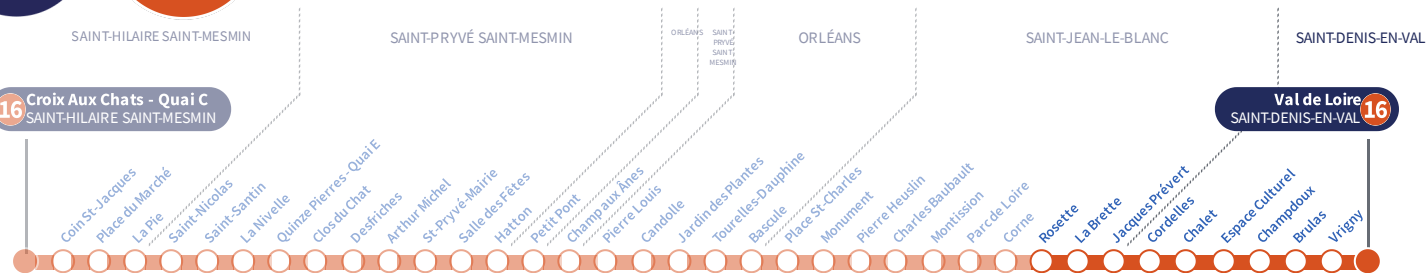 SAINT-HILAIRE SAINT-MESMIN
SAINT-PRYVÉ SAINT-MESMIN
ORLÉANS
SAINT-
PRYVÉ
SAINT-
MESMIN
ORLÉANS
SAINT-JEAN-LE-BLANC
SAINT-DENIS-EN-VAL
16
Croix Aux Chats - Quai C
SAINT-HILAIRE SAINT-MESMIN
Val de Loire
SAINT-DENIS-EN-VAL
16
Coin St-Jacques
Place du Marché
La Pie
Saint-Nicolas
Saint-Santin
La Nivelle
Quinze Pierres - Quai E
Clos du Chat
Desfriches
Arthur Michel
St-Pryvé-Mairie
Salle des Fêtes
Hatton
Petit Pont
Champ aux Ânes
Pierre Louis
Candolle
Jardin des Plantes
Tourelles-Dauphine
Bascule
Place St-Charles
Monument
Pierre Heuslin
Charles Baubault
Montission
Parc de Loire
Corne
Rosette
La Brette
Jacques Prévert
Cordelles
Chalet
Espace Culturel
Champdoux
Brulas
Vrigny